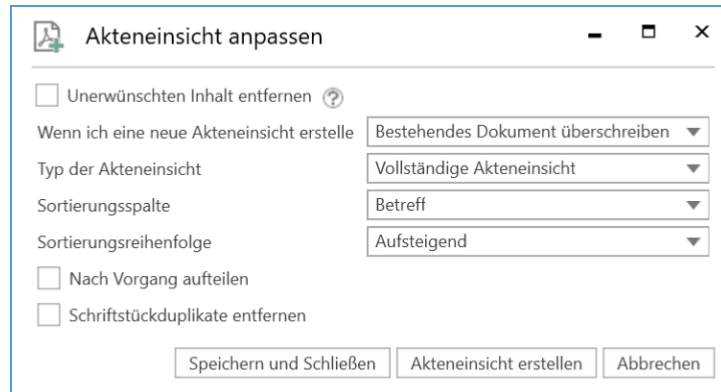 Akteneinsicht anpassen
Unerwünschten Inhalt entfernen ?
Wenn ich eine neue Akteneinsicht erstelle Bestehendes Dokument überschreiben
Typ der Akteneinsicht Vollständige Akteneinsicht
Sortierungsspalte Betreff
Sortierungsreihenfolge Aufsteigend
Nach Vorgang aufteilen
Schriftstückduplikate entfernen
Speichern und Schließen Akteneinsicht erstellen Abbrechen